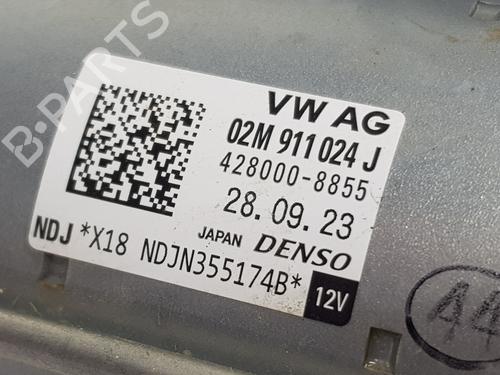 B-PARTS
VW AG
02M 911 024 J
428000-8855
28.09.23
JAPAN DENSO
NDJ *X18 NDJN355174B* 12V
44